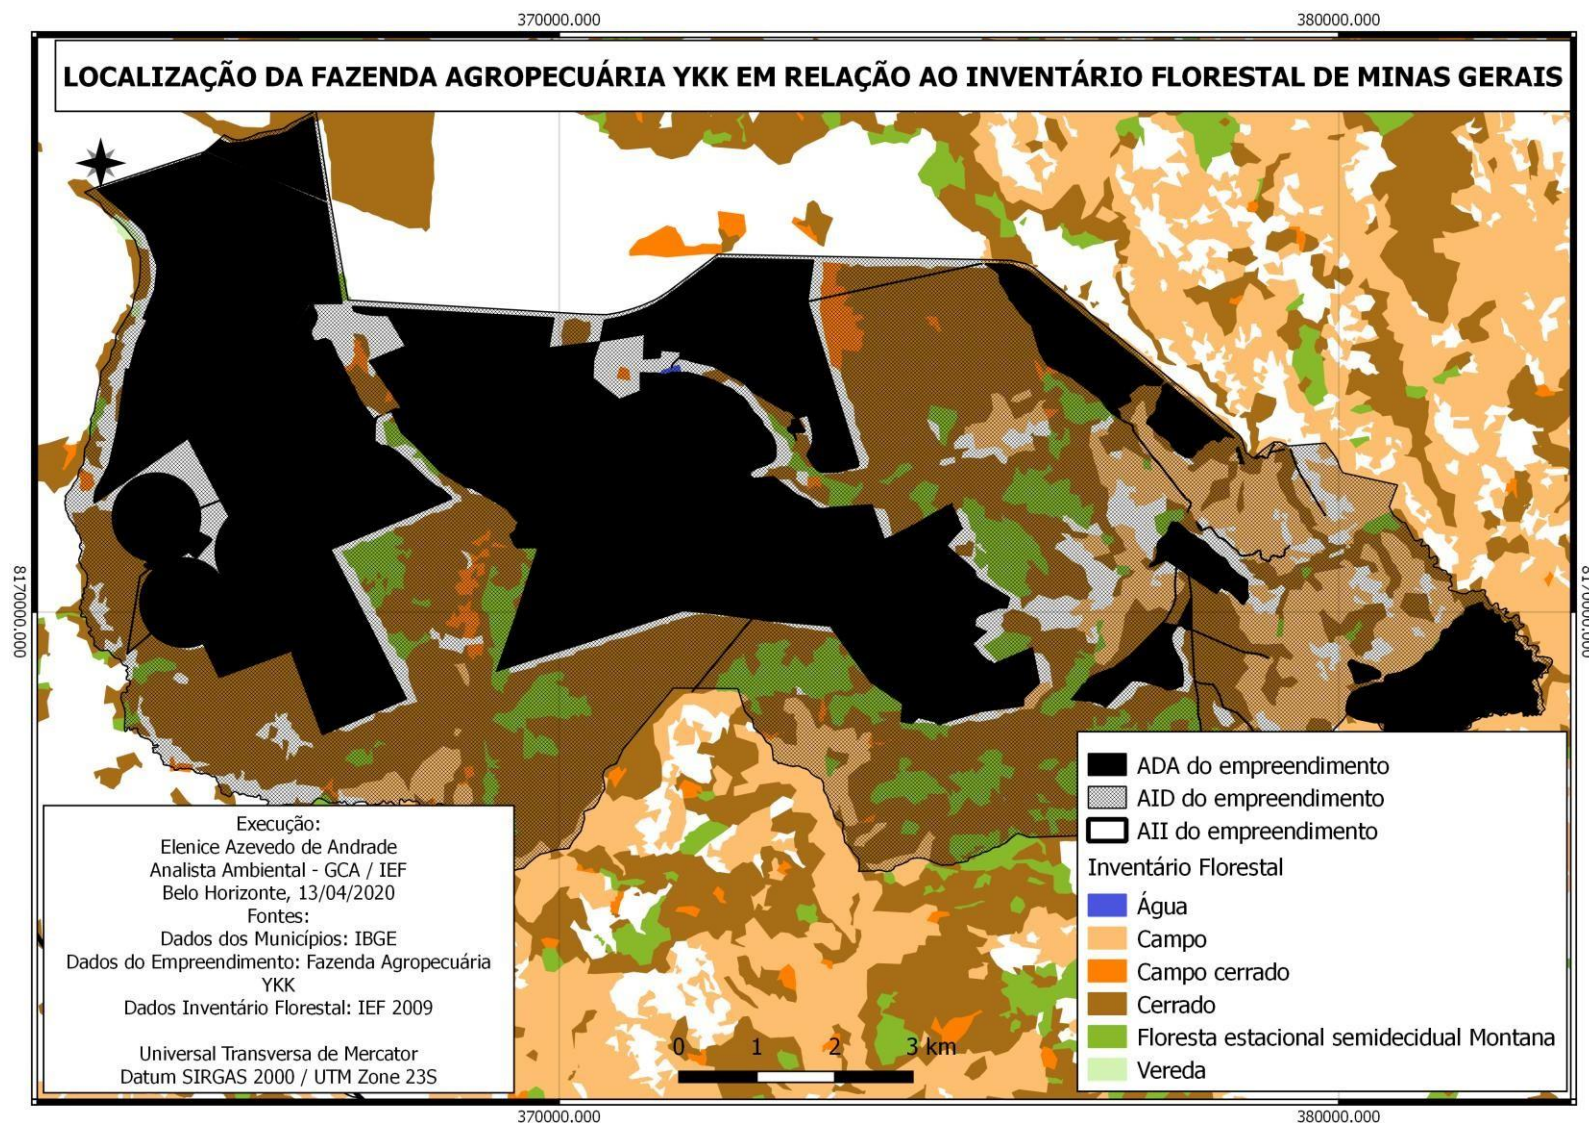 370000.000
380000.000
LOCALIZAÇÃO DA FAZENDA AGROPECUÁRIA YKK EM RELAÇÃO AO INVENTÁRIO FLORESTAL DE MINAS GERAIS
8170000.000
8170000.000
ADA do empreendimento
AID do empreendimento
AII do empreendimento
Inventário Florestal
Água
Campo
Campo cerrado
Cerrado
Floresta estacional semidecidual Montana
Vereda
Execução:
Elenice Azevedo de Andrade
Analista Ambiental - GCA / IEF
Belo Horizonte, 13/04/2020
Fontes:
Dados dos Municípios: IBGE
Dados do Empreendimento: Fazenda Agropecuária
YKK
Dados Inventário Florestal: IEF 2009
Universal Transversa de Mercator
Datum SIRGAS 2000 / UTM Zone 23S
0 1 2 3 km
370000.000
380000.000